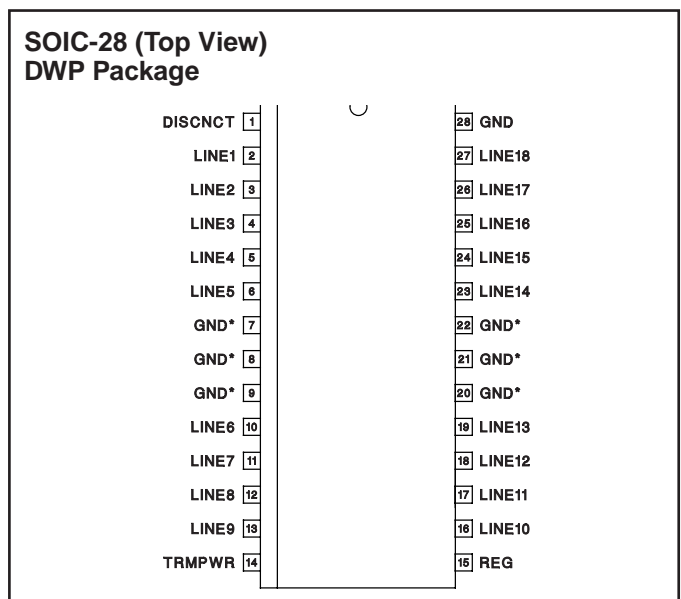 SOIC-28 (Top View)
DWP Package
DISCNCT 1 28 GND
LINE1 2 27 LINE18
LINE2 3 26 LINE17
LINE3 4 25 LINE16
LINE4 5 24 LINE15
LINE5 6 23 LINE14
GND* 7 22 GND*
GND* 8 21 GND*
GND* 9 20 GND*
LINE6 10 19 LINE13
LINE7 11 18 LINE12
LINE8 12 17 LINE11
LINE9 13 16 LINE10
TRMPWR 14 15 REG